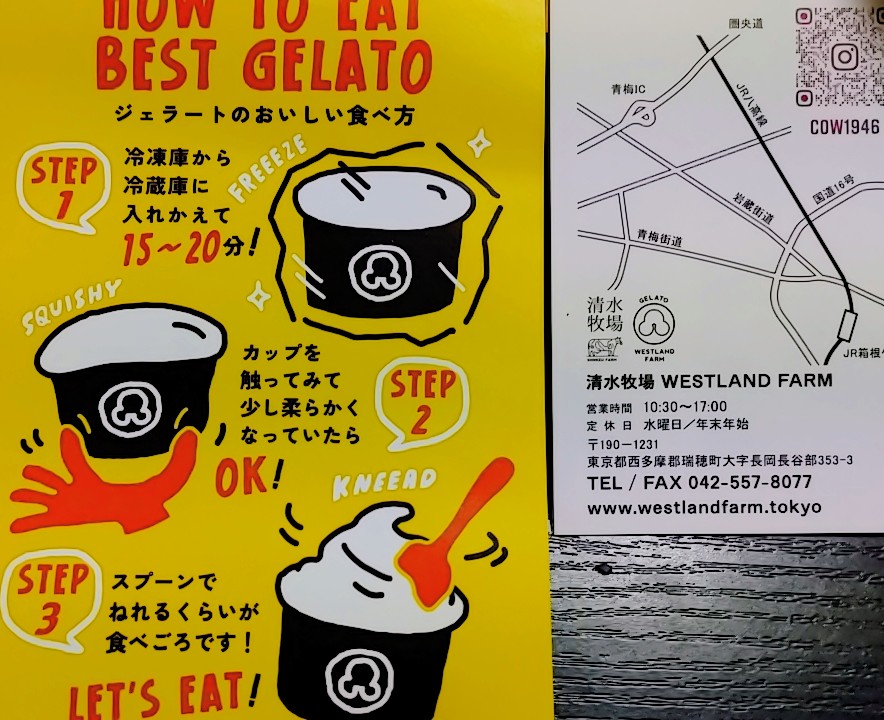 HOW TO EAT
BEST GELATO
ジェラートのおいしい食べ方
STEP
1
冷凍庫から
冷蔵庫に
入れかえて
15〜20分!
FREEEZE
SQUISHY
カップを
触ってみて
少し柔らかく
なっていたら
OK!
STEP
2
KNEEAD
STEP
3
スプーンで
ねれるくらいが
食べごろです!
LET'S EAT!
圏央道
青梅IC
JR八高線
COW1946
岩蔵街道
国道16号
青梅街道
清水
牧場
GELATO
WESTLAND
FARM
JR箱根
清水牧場 WESTLAND FARM
営業時間 10:30〜17:00
定休日 水曜日/年末年始
〒190-1231
東京都西多摩郡瑞穂町大字長岡長谷部353-3
TEL / FAX 042-557-8077
www.westlandfarm.tokyo